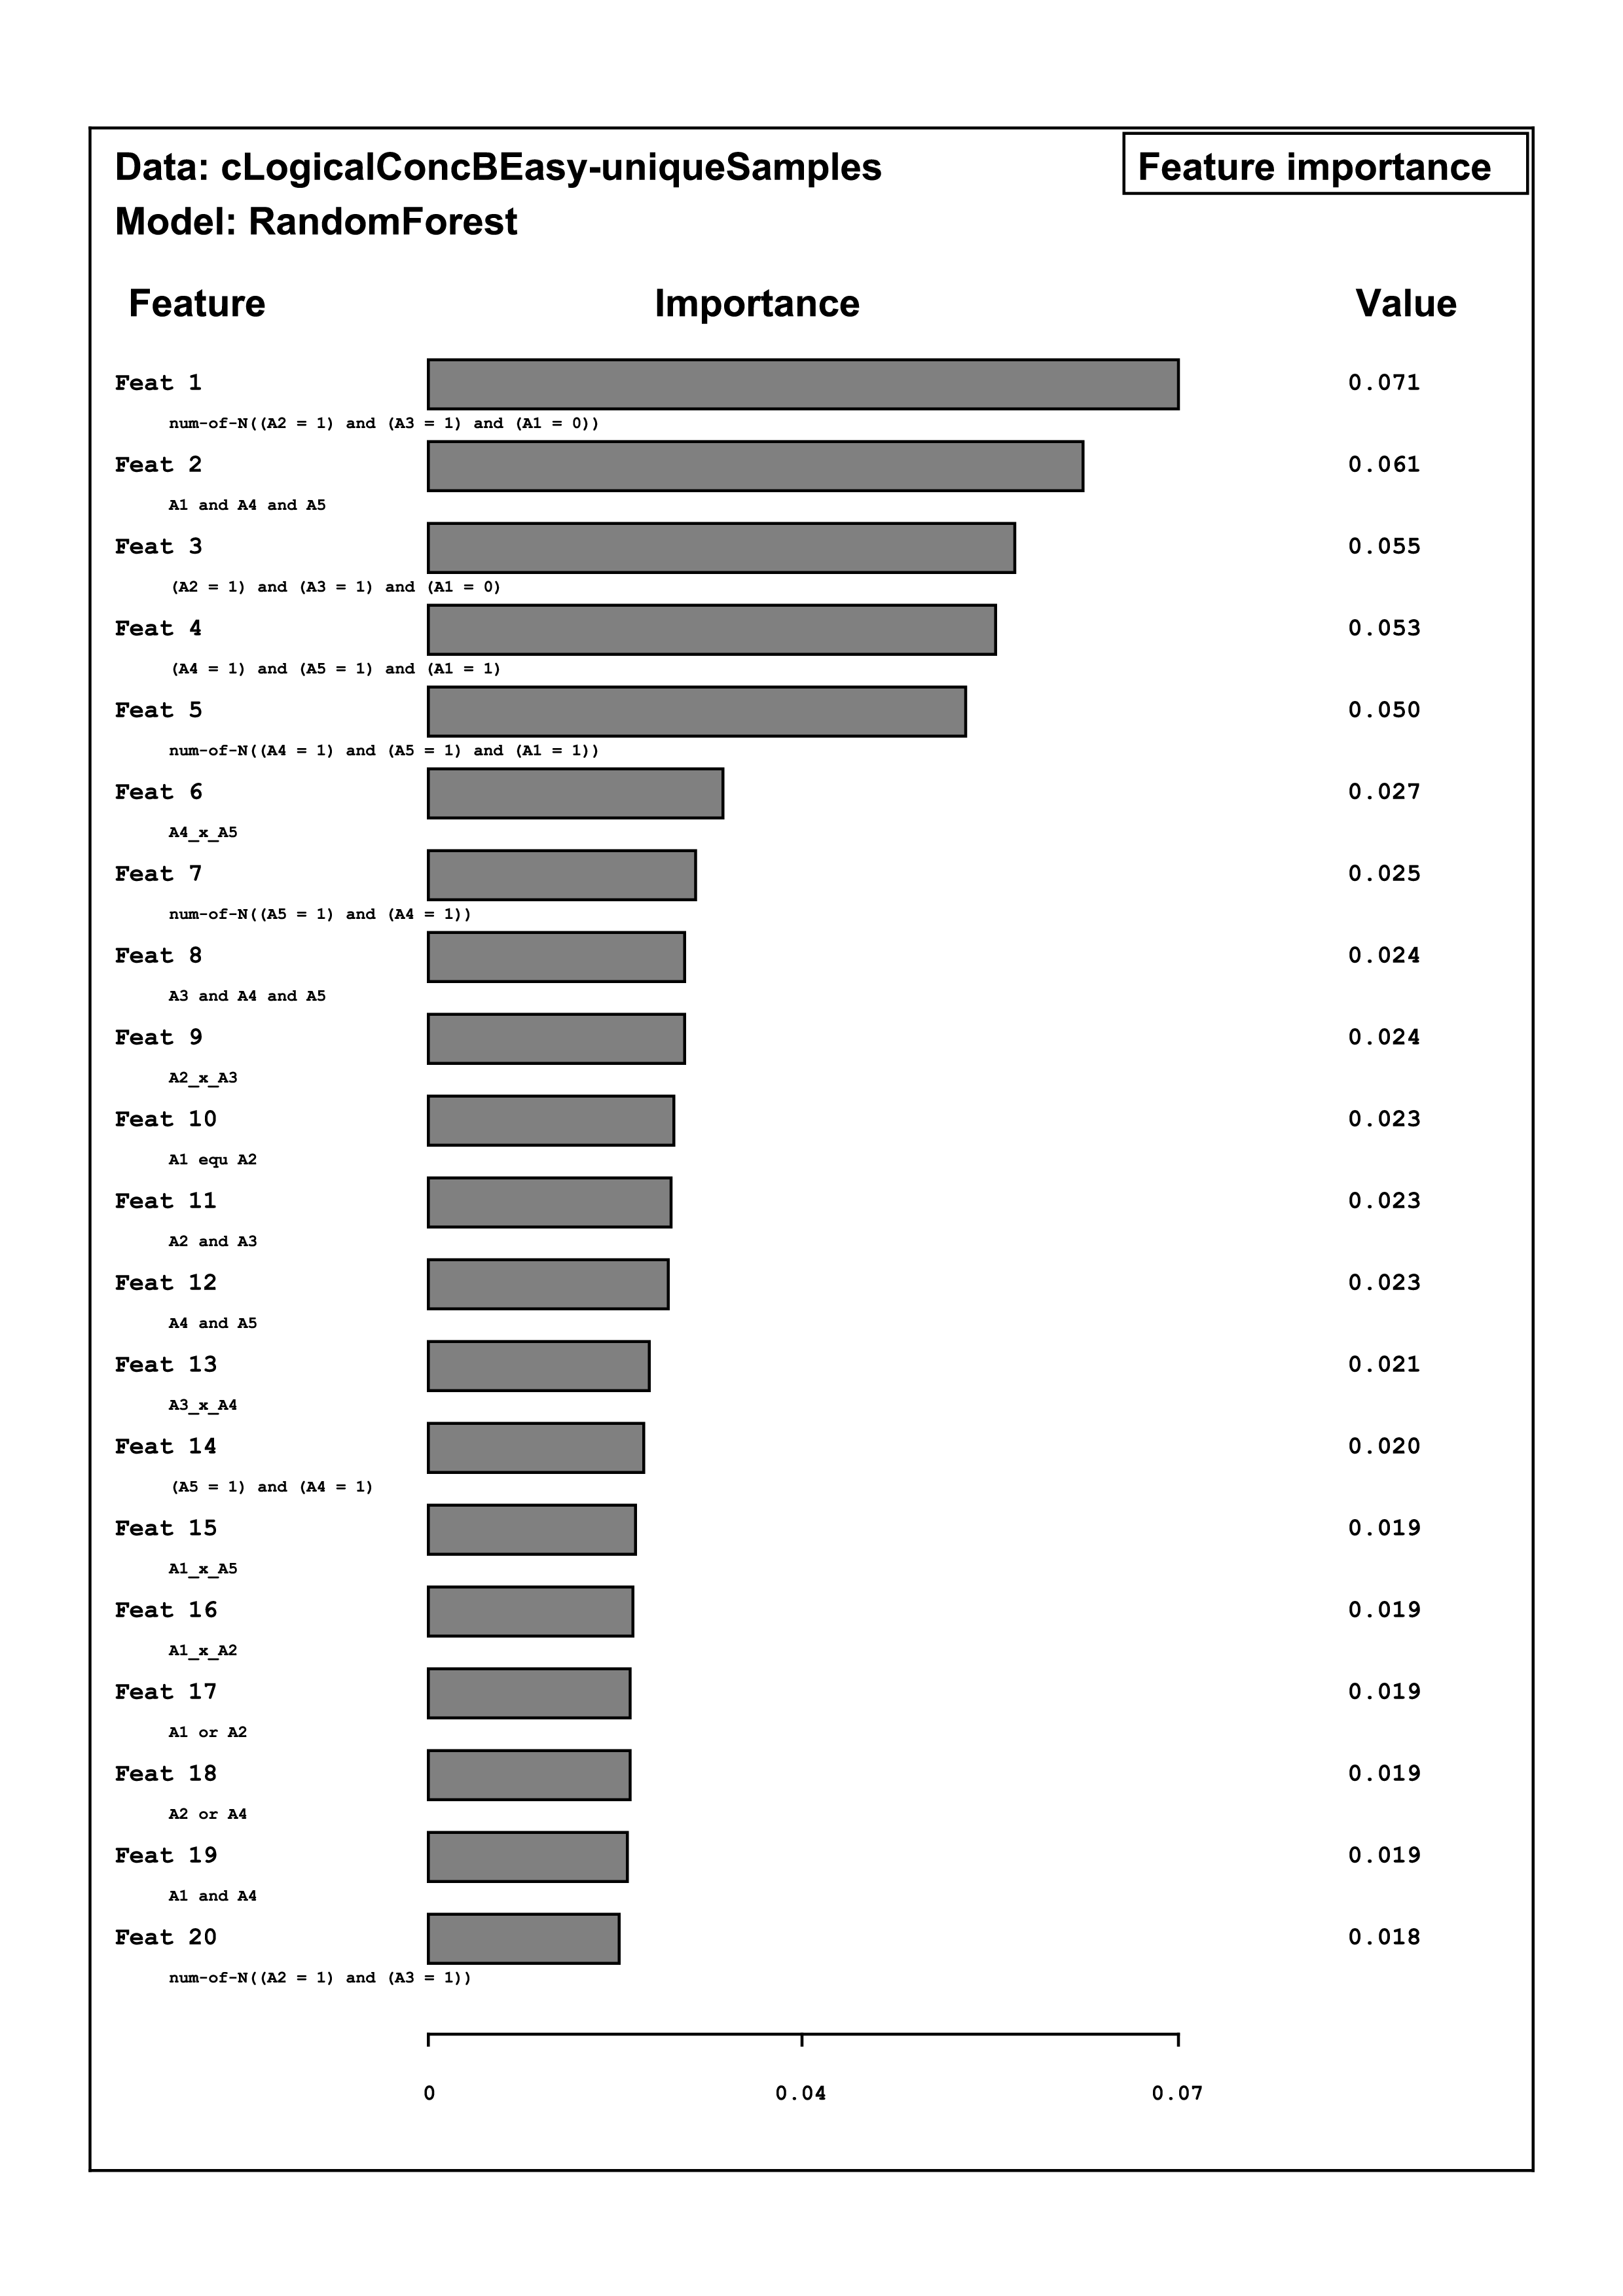 Data: cLogicalConcBEasy-uniqueSamples
Feature importance
Model: RandomForest
Feature Importance Value
Feat 1 0.071
num-of-N((A2 = 1) and (A3 = 1) and (A1 = 0))
Feat 2 0.061
A1 and A4 and A5
Feat 3 0.055
(A2 = 1) and (A3 = 1) and (A1 = 0)
Feat 4 0.053
(A4 = 1) and (A5 = 1) and (A1 = 1)
Feat 5 0.050
num-of-N((A4 = 1) and (A5 = 1) and (A1 = 1))
Feat 6 0.027
A4_x_A5
Feat 7 0.025
num-of-N((A5 = 1) and (A4 = 1))
Feat 8 0.024
A3 and A4 and A5
Feat 9 0.024
A2_x_A3
Feat 10 0.023
A1 equ A2
Feat 11 0.023
A2 and A3
Feat 12 0.023
A4 and A5
Feat 13 0.021
A3_x_A4
Feat 14 0.020
(A5 = 1) and (A4 = 1)
Feat 15 0.019
A1_x_A5
Feat 16 0.019
A1_x_A2
Feat 17 0.019
A1 or A2
Feat 18 0.019
A2 or A4
Feat 19 0.019
A1 and A4
Feat 20 0.018
num-of-N((A2 = 1) and (A3 = 1))
0 0.04 0.07